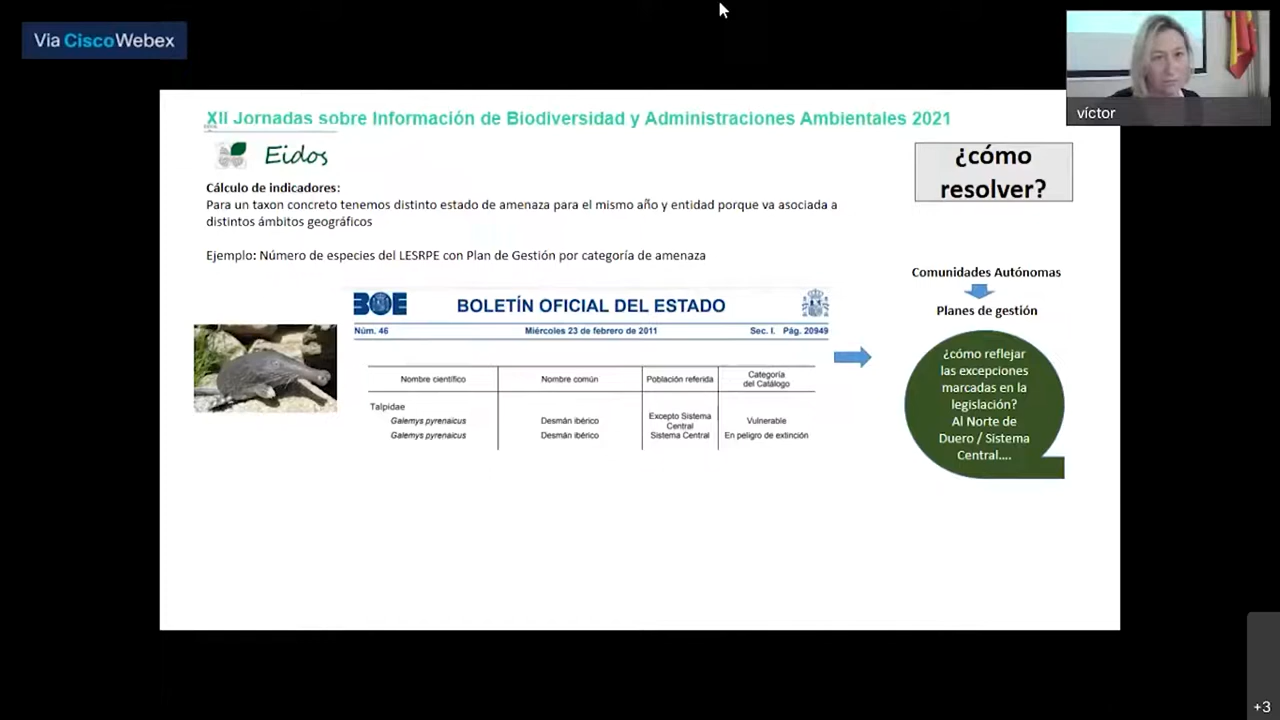 Vía CiscoWebex
víctor
XII Jornadas sobre Información de Biodiversidad y Administraciones Ambientales 2021
Eidos
¿cómo
resolver?
Cálculo de indicadores:
Para un taxon concreto tenemos distinto estado de amenaza para el mismo año y entidad porque va asociada a
distintos ámbitos geográficos
Ejemplo: Número de especies del LESRPE con Plan de Gestión por categoría de amenaza
BOE
BOLETÍN OFICIAL DEL ESTADO
Núm. 46
Miércoles 23 de febrero de 2011
Sec. I. Pág. 20949
Nombre científico
Nombre común
Población referida
Categoría
del Catálogo
Talpidae
Galemys pyrenaicus
Desmán ibérico
Excepto Sistema
Central
Vulnerable
Galemys pyrenaicus
Desmán ibérico
Sistema Central
En peligro de extinción
Comunidades Autónomas
Planes de gestión
¿cómo reflejar
las excepciones
marcadas en la
legislación?
Al Norte de
Duero / Sistema
Central....
+3